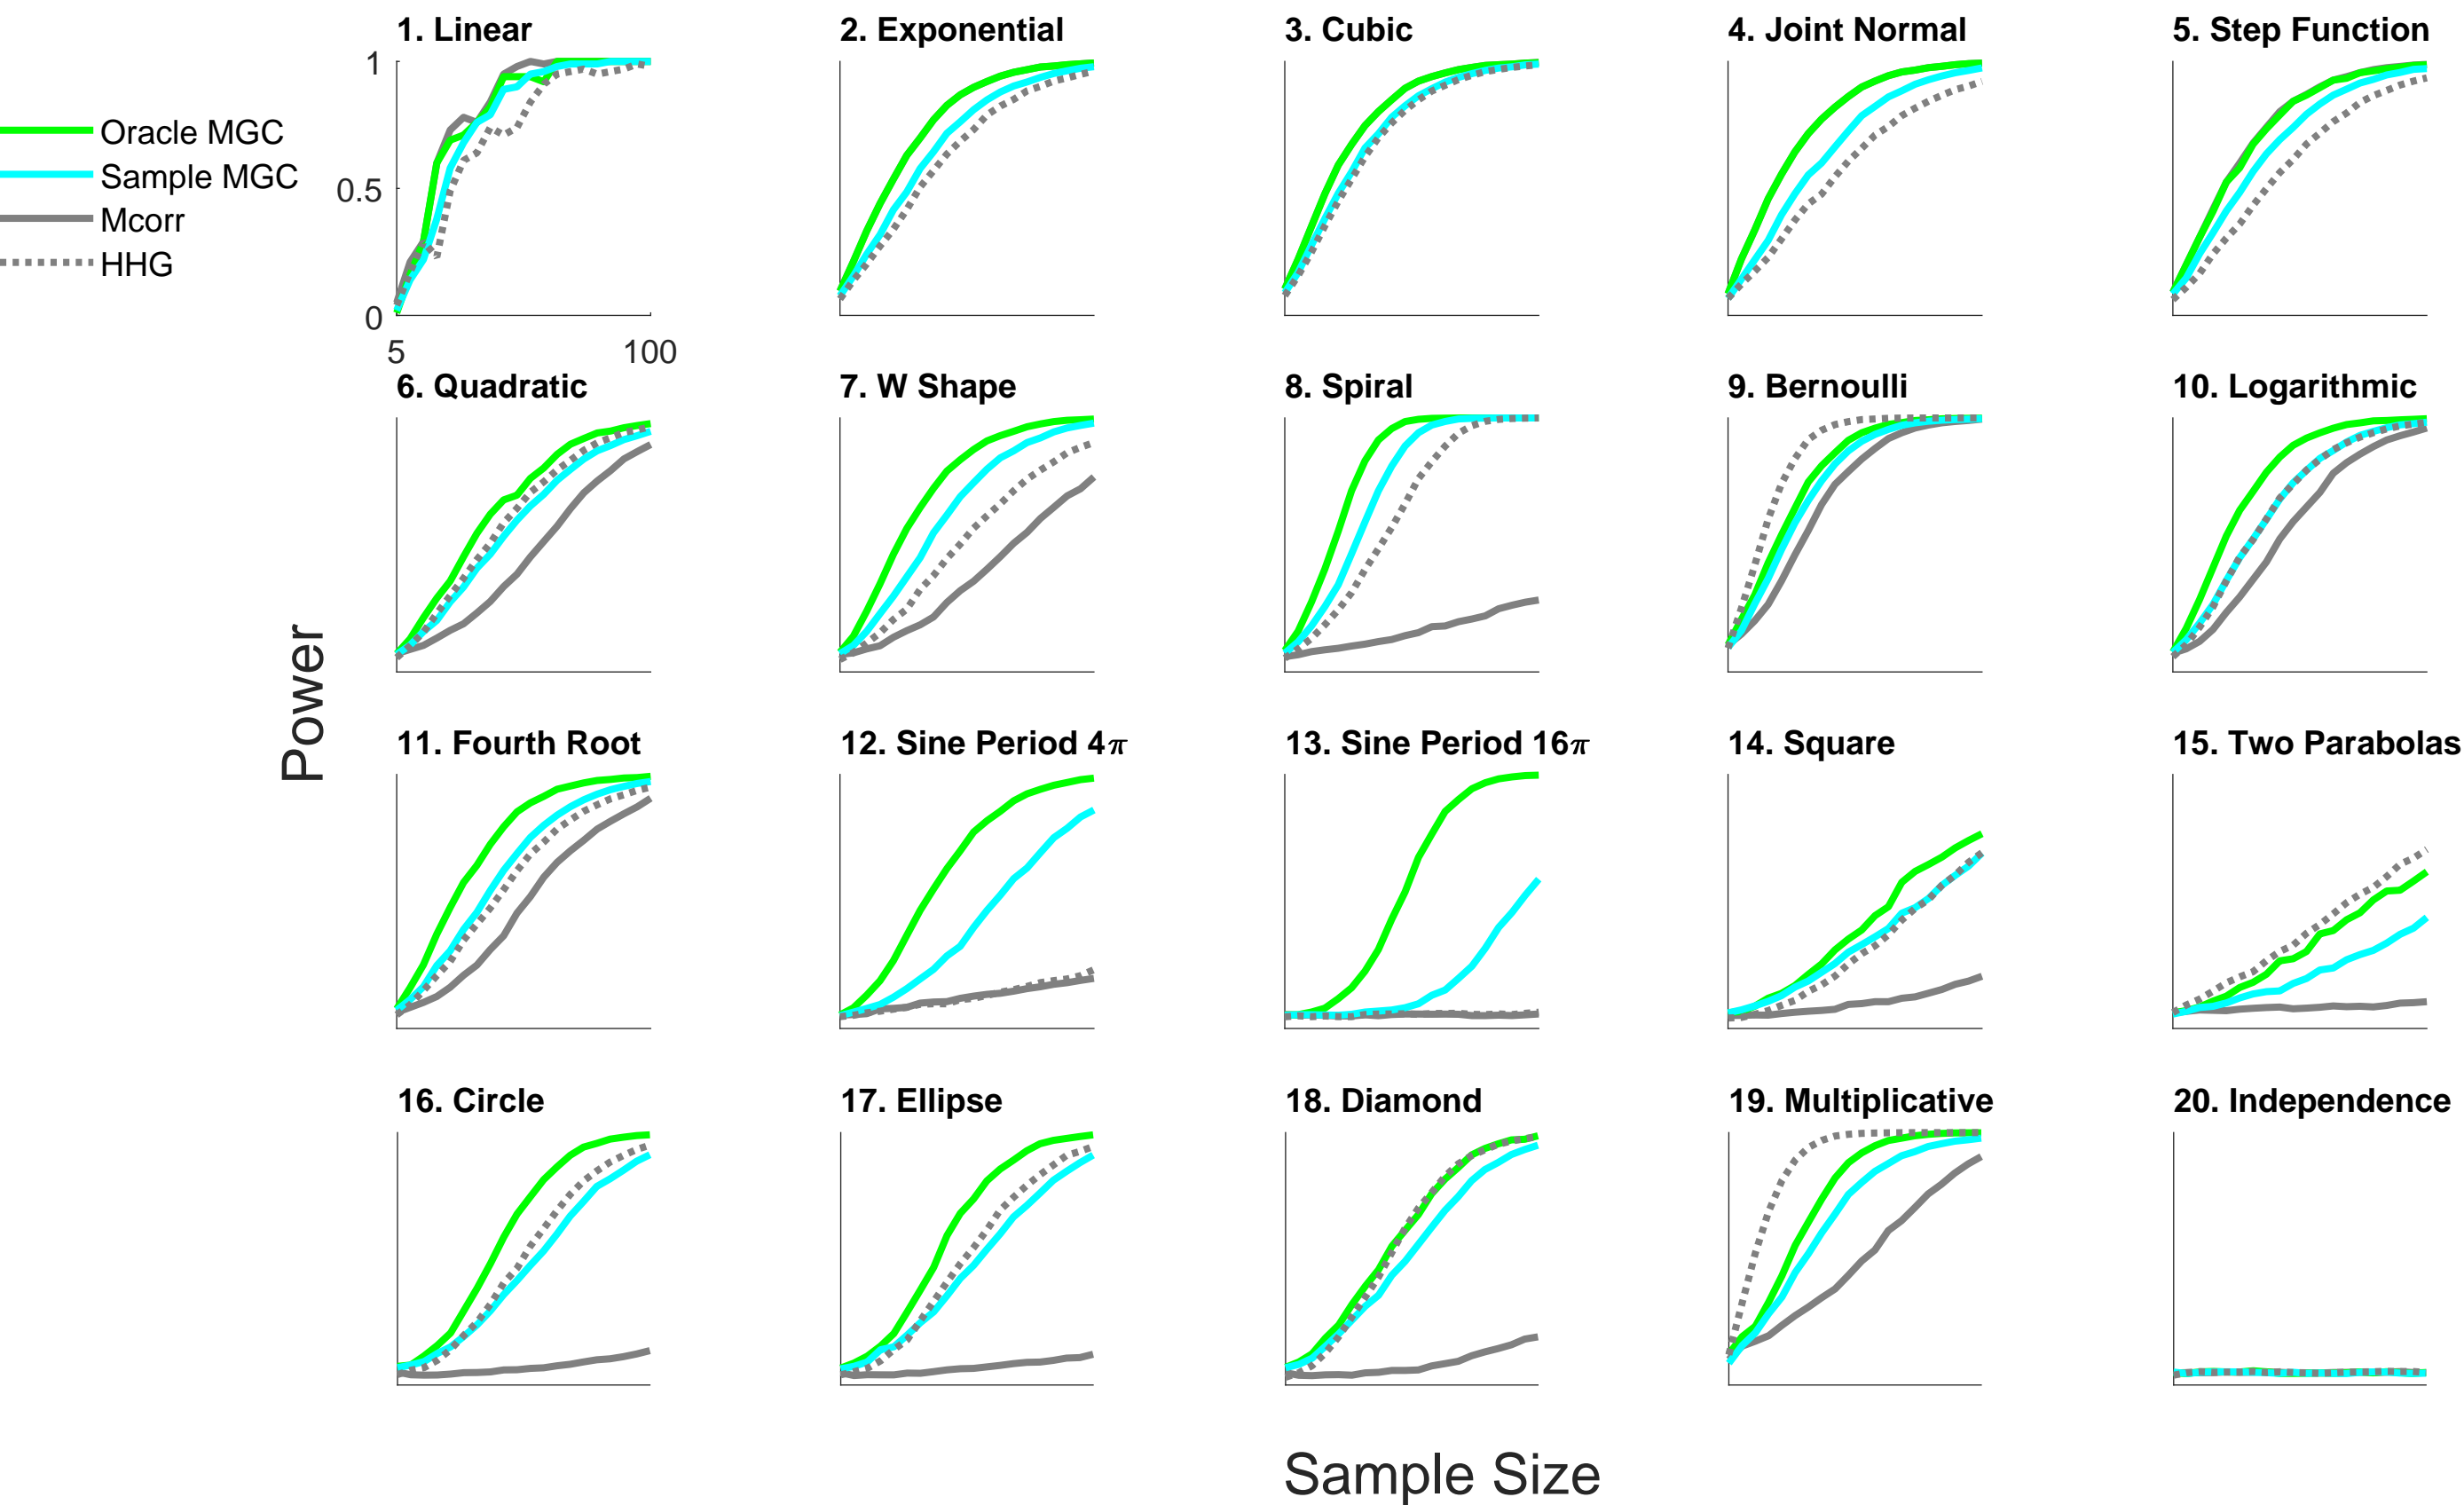 1. Linear
2. Exponential
3. Cubic
4. Joint Normal
5. Step Function
Oracle MGC
Sample MGC
Mcorr
HHG
1
0.5
0
5
100
6. Quadratic
7. W Shape
8. Spiral
9. Bernoulli
10. Logarithmic
Power
11. Fourth Root
12. Sine Period 4π
13. Sine Period 16π
14. Square
15. Two Parabolas
16. Circle
17. Ellipse
18. Diamond
19. Multiplicative
20. Independence
Sample Size